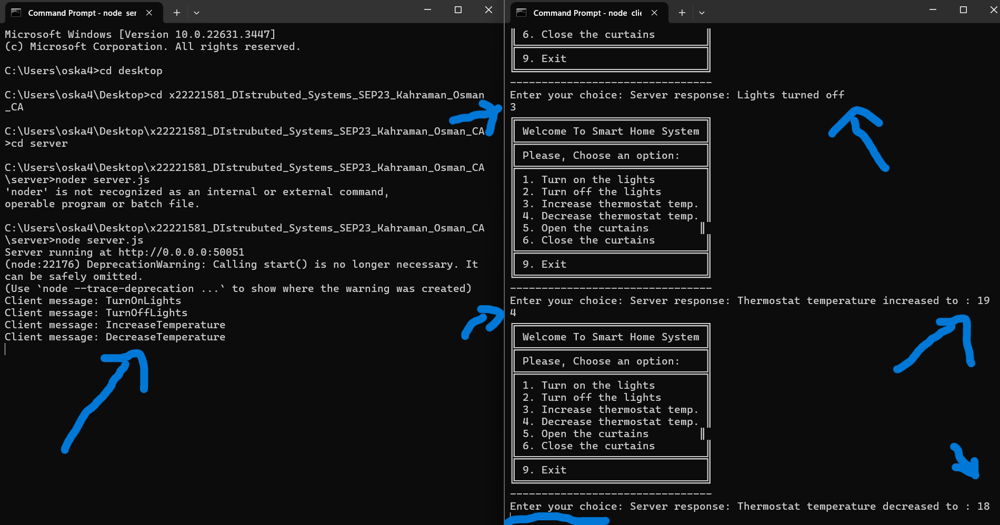 Command Prompt - node ser
Microsoft Windows [Version 10.0.22631.3447]
(c) Microsoft Corporation. All rights reserved.
C:\Users\oska4>cd desktop
C:\Users\oska4\Desktop>cd x22221581_DIstrubuted_Systems_SEP23_Kahraman_Osman
_CA
C:\Users\oska4\Desktop\x22221581_DIstrubuted_Systems_SEP23_Kahraman_Osman_CA
>cd server
C:\Users\oska4\Desktop\x22221581_DIstrubuted_Systems_SEP23_Kahraman_Osman_CA
\server>noder server.js
'noder' is not recognized as an internal or external command,
operable program or batch file.
C:\Users\oska4\Desktop\x22221581_DIstrubuted_Systems_SEP23_Kahraman_Osman_CA
\server>node server.js
Server running at http://0.0.0.0:50051
(node:22176) DeprecationWarning: Calling start() is no longer necessary. It
can be safely omitted.
(Use `node --trace-deprecation ...` to show where the warning was created)
Client message: TurnOnLights
Client message: TurnOffLights
Client message: IncreaseTemperature
Client message: DecreaseTemperature
Command Prompt - node clie
6. Close the curtains
9. Exit
--------------------------------
Enter your choice: Server response: Lights turned off
3
Welcome To Smart Home System
Please, Choose an option:
1. Turn on the lights
2. Turn off the lights
3. Increase thermostat temp.
4. Decrease thermostat temp.
5. Open the curtains
6. Close the curtains
9. Exit
--------------------------------
Enter your choice: Server response: Thermostat temperature increased to : 19
4
Welcome To Smart Home System
Please, Choose an option:
1. Turn on the lights
2. Turn off the lights
3. Increase thermostat temp.
4. Decrease thermostat temp.
5. Open the curtains
6. Close the curtains
9. Exit
--------------------------------
Enter your choice: Server response: Thermostat temperature decreased to : 18